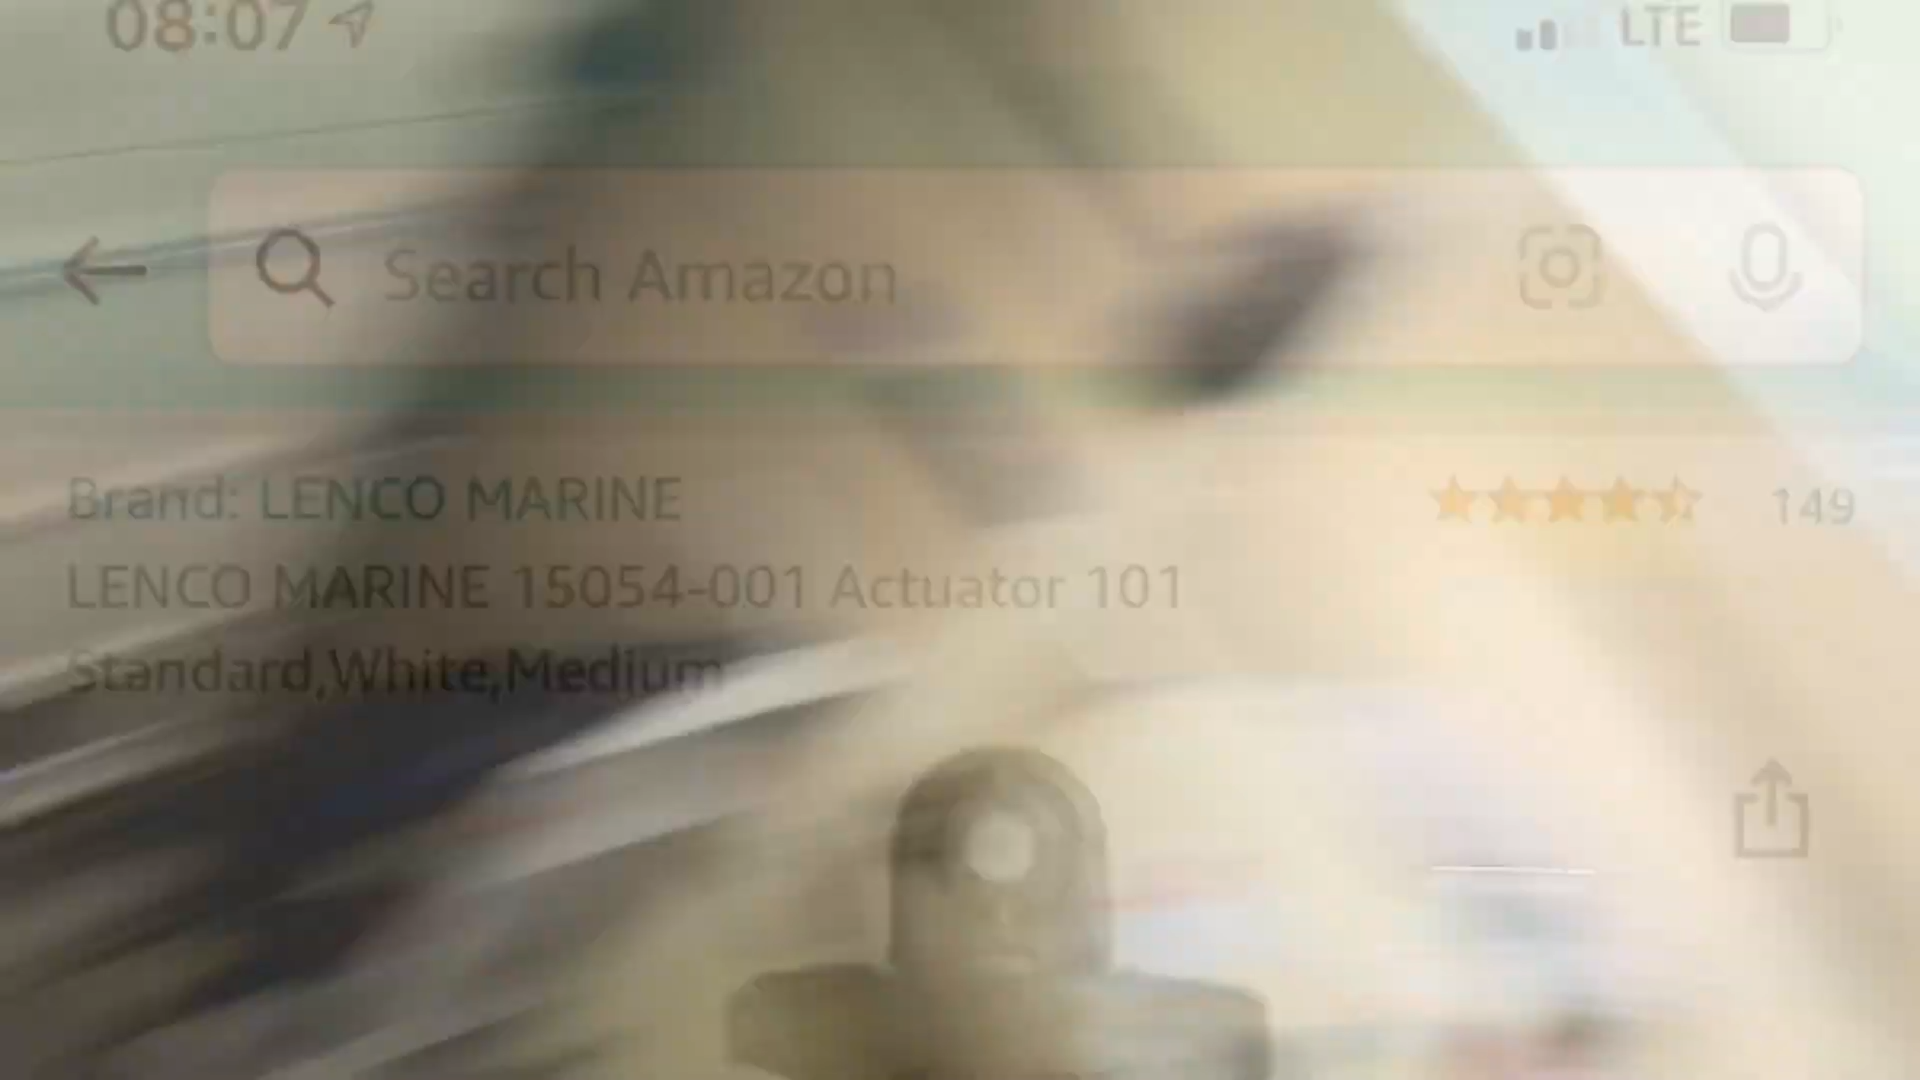 08:07 LTE
Search Amazon
Brand: LENCO MARINE 149
LENCO MARINE 15054-001 Actuator 101
Standard,White,Medium